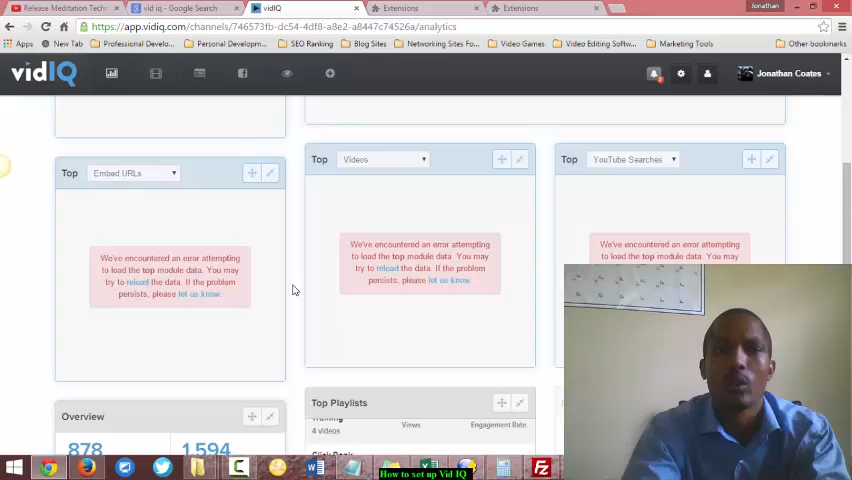 Jonathan
Release Meditation Techn
vid iq - Google Search
vidIQ
Extensions
Extensions
https://app.vidiq.com/channels/746573fb-dc54-4df8-a8e2-a8447c74526a/analytics
Apps
New Tab
Professional Develop...
Personal Developme...
SEO Ranking
Blog Sites
Networking Sites Fo...
Video Games
Video Editing Softw...
Marketing Tools
Other bookmarks
vidIQ
2
Jonathan Coates
Top Embed URLs
Top Videos
Top YouTube Searches
We've encountered an error attempting
to load the top module data. You may
try to reload the data. If the problem
persists, please let us know.
We've encountered an error attempting
to load the top module data. You may
try to reload the data. If the problem
persists, please let us know.
We've encountered an error attempting
to load the top module data. You may
Overview
878
1,594
Top Playlists
Training
4 videos
Views
Engagement Rate
Click Bank
How to set up Vid IQ